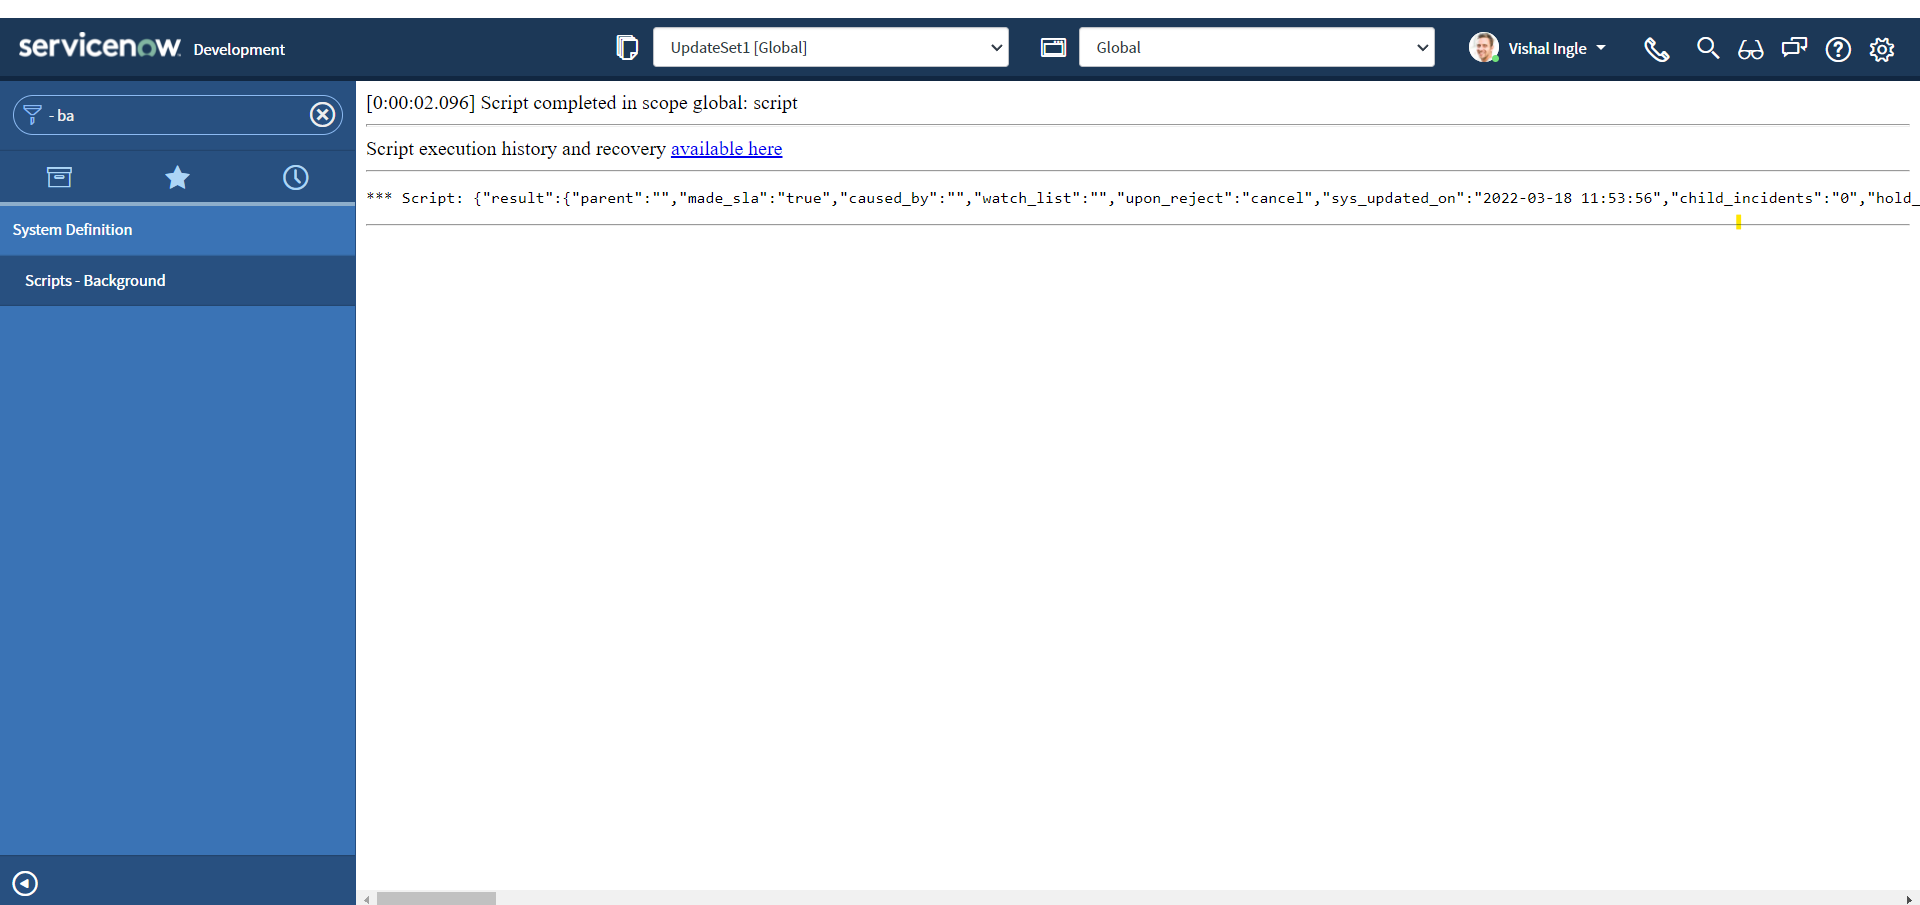 servicenow. Development
UpdateSet1 [Global]
Global
Vishal Ingle
- ba
System Definition
Scripts - Background
[0:00:02.096] Script completed in scope global: script
Script execution history and recovery available here
*** Script: {"result":{"parent":"","made_sla":"true","caused_by":"","watch_list":"","upon_reject":"cancel","sys_updated_on":"2022-03-18 11:53:56","child_incidents":"0","hold_